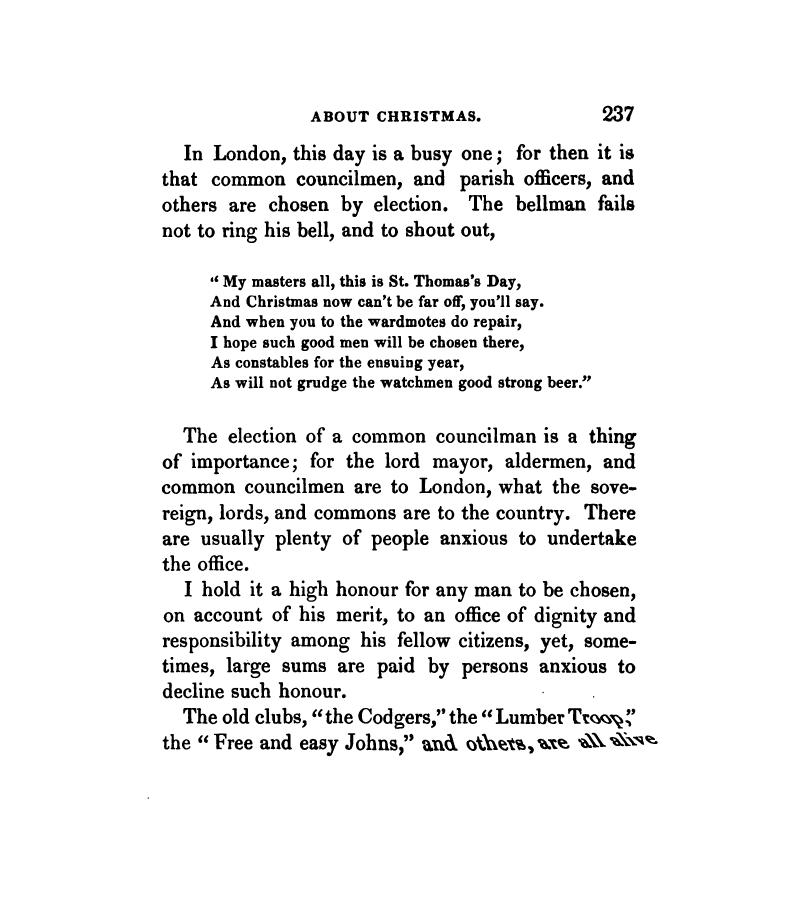 ABOUT CHRISTMAS. 237
In London, this day is a busy one; for then it is
that common councilmen, and parish officers, and
others are chosen by election. The bellman fails
not to ring his bell, and to shout out,
“My masters all, this is St. Thomas's Day,
And Christmas now can't be far off, you'll say.
And when you to the wardmotes do repair,
I hope such good men will be chosen there,
As constables for the ensuing year,
As will not grudge the watchmen good strong beer.”
The election of a common councilman is a thing
of importance; for the lord mayor, aldermen, and
common councilmen are to London, what the sove-
reign, lords, and commons are to the country. There
are usually plenty of people anxious to undertake
the office.
I hold it a high honour for any man to be chosen,
on account of his merit, to an office of dignity and
responsibility among his fellow citizens, yet, some-
times, large sums are paid by persons anxious to
decline such honour.
The old clubs, “the Codgers,” the “Lumber Troop,”
the “Free and easy Johns,” and others, are all alive